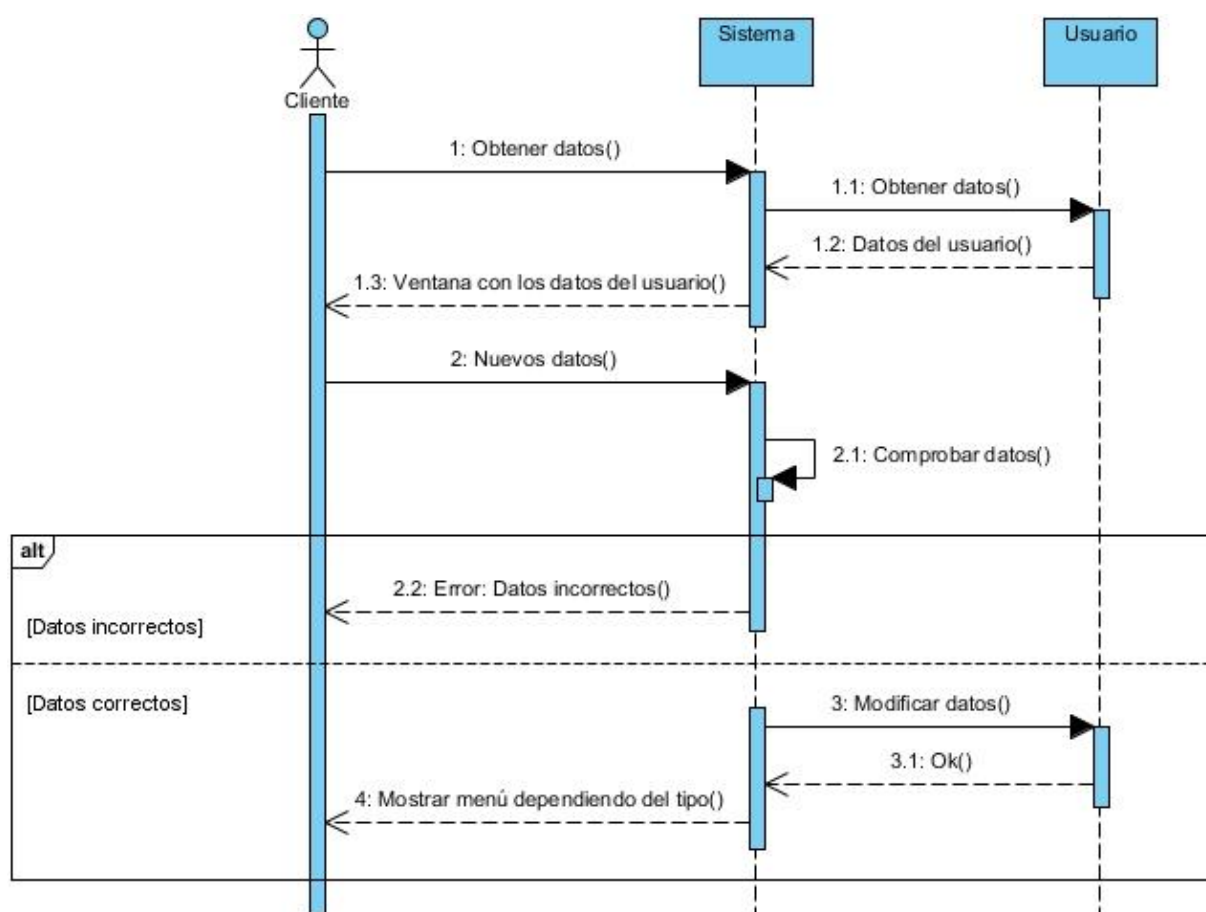 Sistema
Usuario
Cliente
1: Obtener datos()
1.1: Obtener datos()
1.2: Datos del usuario()
1.3: Ventana con los datos del usuario()
2: Nuevos datos()
2.1: Comprobar datos()
alt
2.2: Error: Datos incorrectos()
[Datos incorrectos]
[Datos correctos]
3: Modificar datos()
3.1: Ok()
4: Mostrar menú dependiendo del tipo()